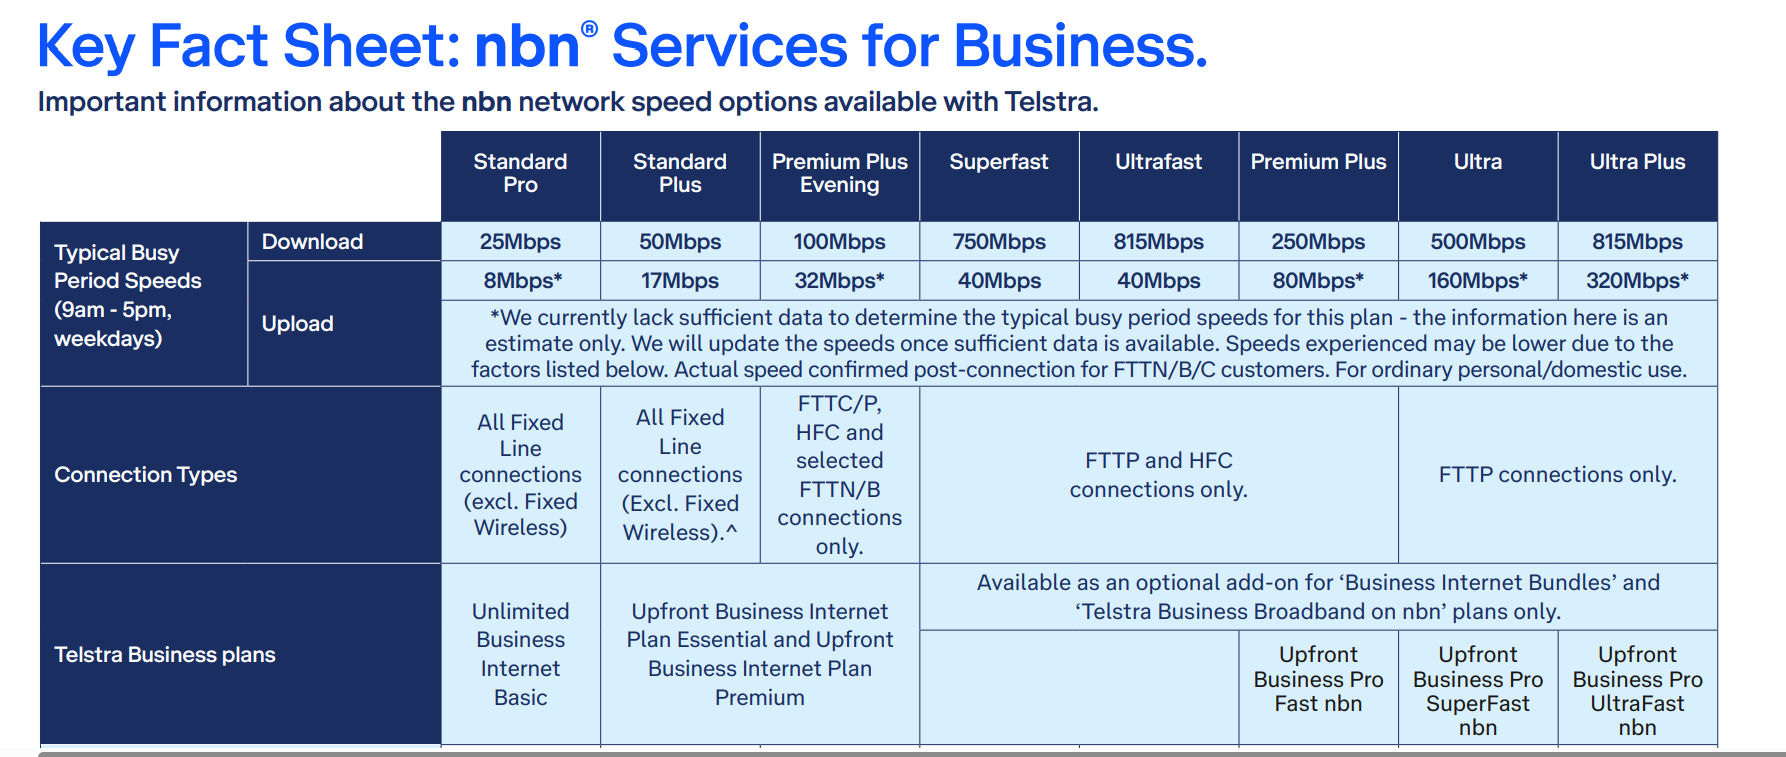 Key Fact Sheet: nbn® Services for Business.
Important information about the nbn network speed options available with Telstra.
Standard Pro
Standard Plus
Premium Plus Evening
Superfast
Ultrafast
Premium Plus
Ultra
Ultra Plus
Typical Busy
Period Speeds
(9am - 5pm,
weekdays)
Download
25Mbps
50Mbps
100Mbps
750Mbps
815Mbps
250Mbps
500Mbps
815Mbps
Upload
8Mbps*
17Mbps
32Mbps*
40Mbps
40Mbps
80Mbps*
160Mbps*
320Mbps*
*We currently lack sufficient data to determine the typical busy period speeds for this plan - the information here is an
estimate only. We will update the speeds once sufficient data is available. Speeds experienced may be lower due to the
factors listed below. Actual speed confirmed post-connection for FTTN/B/C customers. For ordinary personal/domestic use.
Connection Types
All Fixed
Line
connections
(excl. Fixed
Wireless)
All Fixed
Line
connections
(Excl. Fixed
Wireless).^
FTTC/P,
HFC and
selected
FTTN/B
connections
only.
FTTP and HFC
connections only.
FTTP connections only.
Telstra Business plans
Unlimited
Business
Internet
Basic
Upfront Business Internet
Plan Essential and Upfront
Business Internet Plan
Premium
Available as an optional add-on for ‘Business Internet Bundles’ and
‘Telstra Business Broadband on nbn’ plans only.
Upfront
Business Pro
Fast nbn
Upfront
Business Pro
SuperFast
nbn
Upfront
Business Pro
UltraFast
nbn